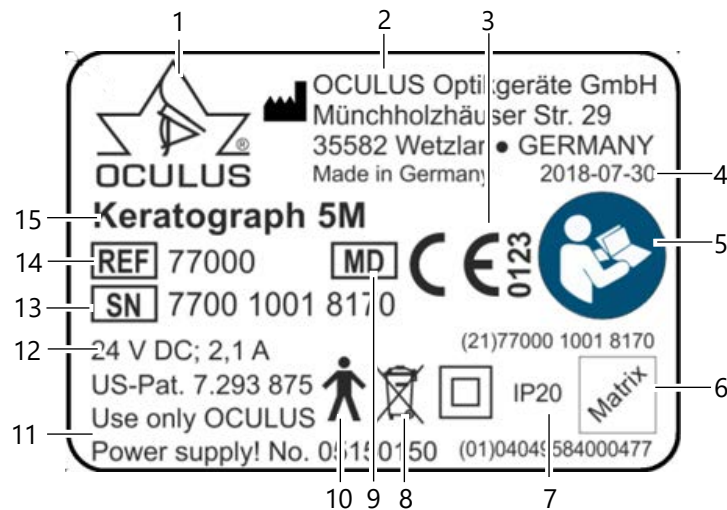 1
2
3
OCULUS Optikgeräte GmbH
Münchholzhäuser Str. 29
35582 Wetzlar ● GERMANY
Made in Germany 2018-07-30
4
®
OCULUS
15
Keratograph 5M
5
14
REF 77000
MD
CE 0123
13
SN 7700 1001 8170
12
24 V DC; 2,1 A
(21)77000 1001 8170
US-Pat. 7.293 875
IP20
Matrix
6
Use only OCULUS
11
Power supply! No. 05150150
(01)04049584000477
10
9
8
7